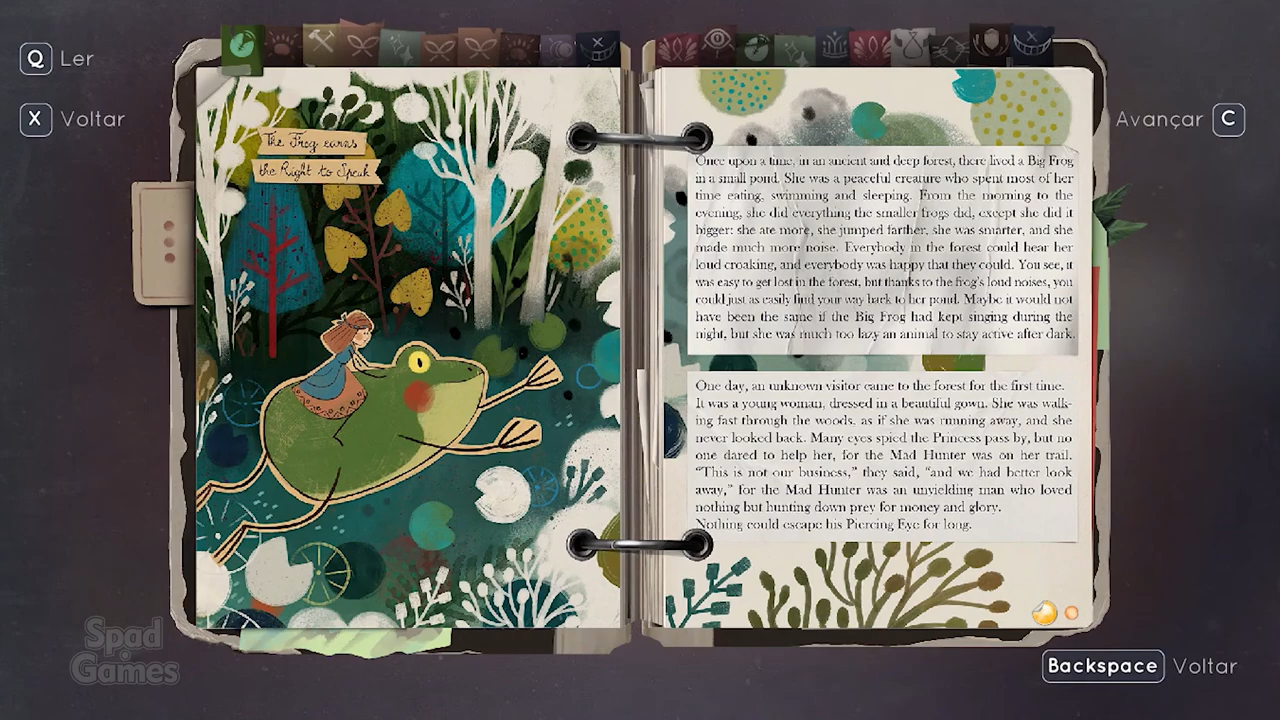 Q Ler
X Voltar
Avançar C
The Frog earns
the Right to Speak
Once upon a time, in an ancient and deep forest, there lived a Big Frog
in a small pond. She was a peaceful creature who spent most of her
time eating, swimming and sleeping. From the morning to the
evening, she did everything the smaller frogs did, except she did it
bigger: she ate more, she jumped farther, she was smarter, and she
made much more noise. Everybody in the forest could hear her
loud croaking, and everybody was happy that they could. You see, it
was easy to get lost in the forest, but thanks to the frog's loud noises, you
could just as easily find your way back to her pond. Maybe it would not
have been the same if the Big Frog had kept singing during the
night, but she was much too lazy an animal to stay active after dark.
One day, an unknown visitor came to the forest for the first time.
It was a young woman, dressed in a beautiful gown. She was walk-
ing fast through the woods, as if she was running away, and she
never looked back. Many eyes spied the Princess pass by, but no
one dared to help her, for the Mad Hunter was on her trail.
“This is not our business,” they said, “and we had better look
away,” for the Mad Hunter was an unyielding man who loved
nothing but hunting down prey for money and glory.
Nothing could escape his Piercing Eye for long.
Spad
Games
Backspace Voltar